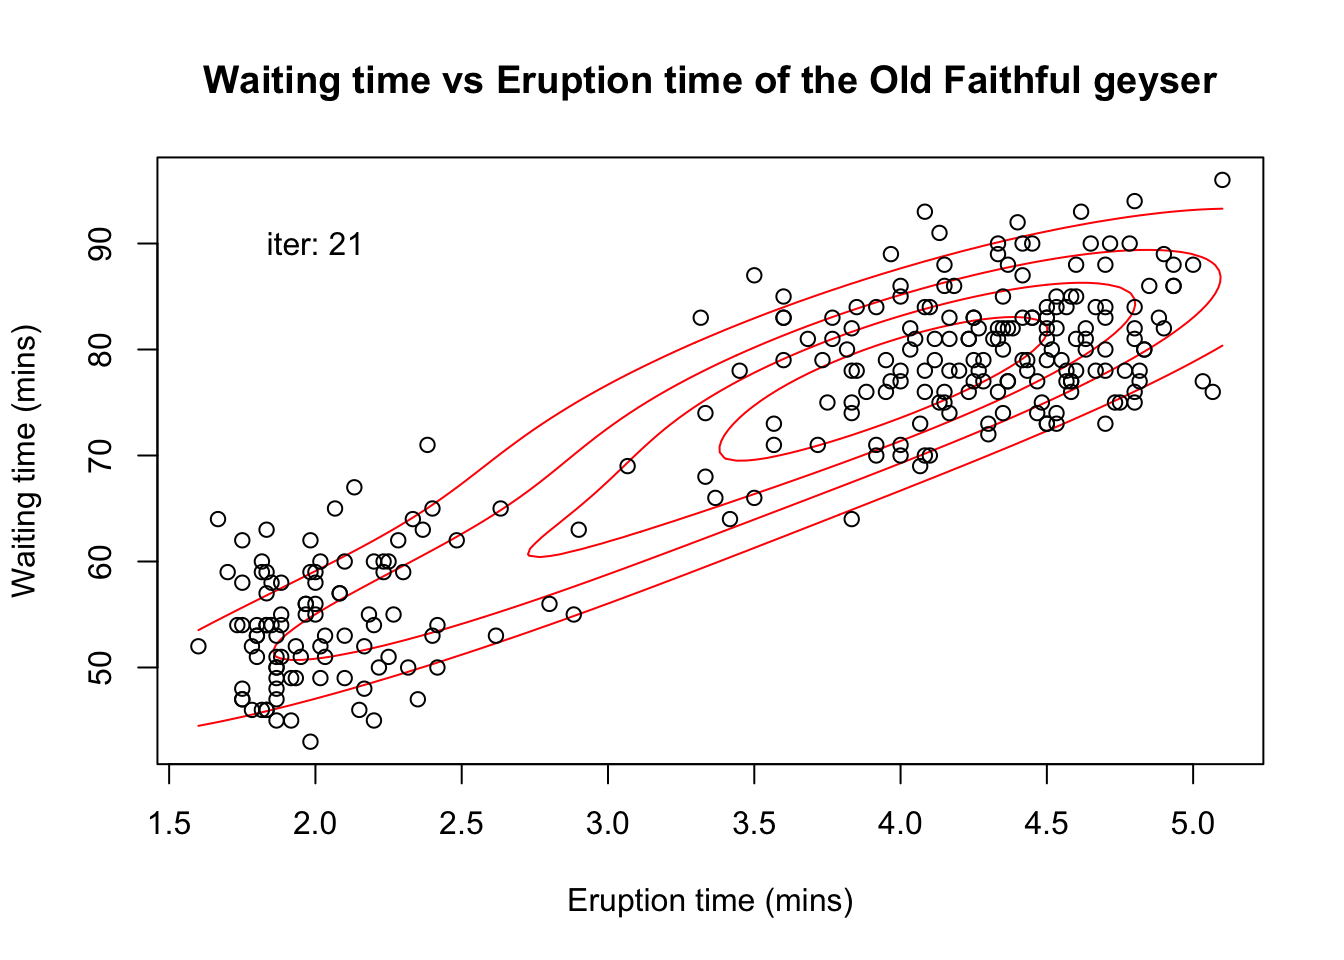 Waiting time vs Eruption time of the Old Faithful geyser
iter: 21
Waiting time (mins)
90
80
70
60
50
1.5 2.0 2.5 3.0 3.5 4.0 4.5 5.0
Eruption time (mins)